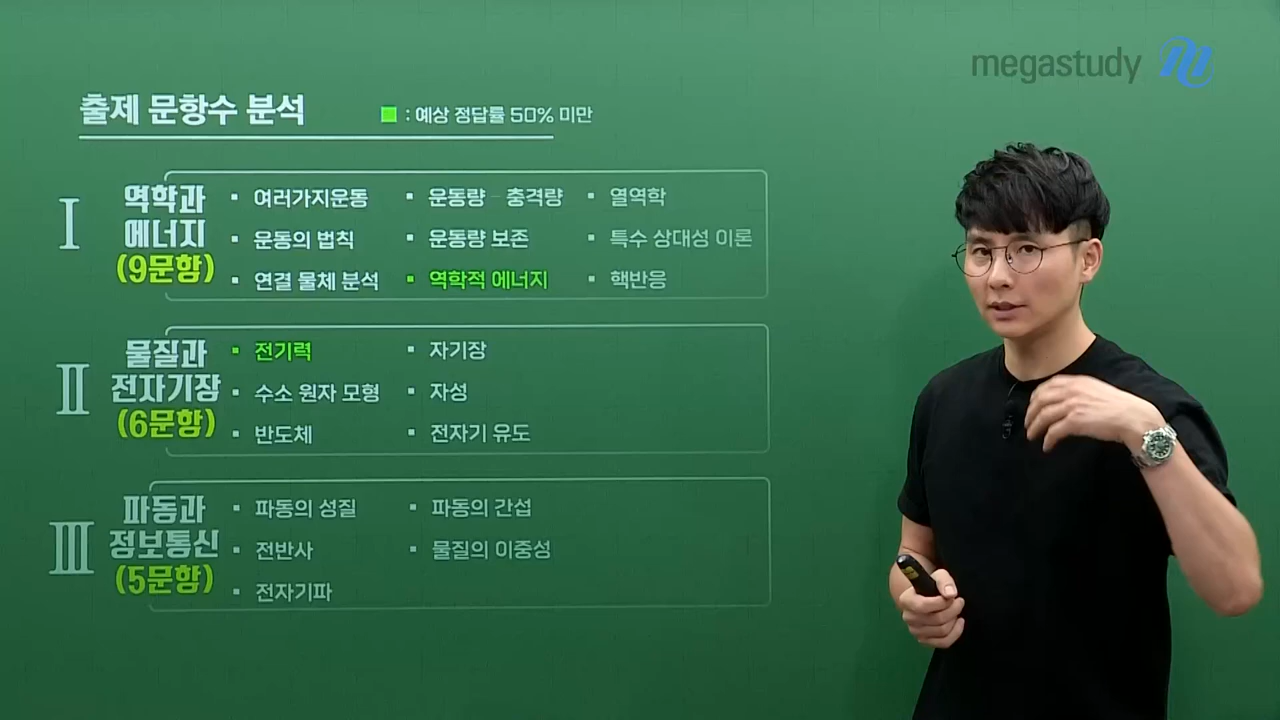 megastudy
출제 문항수 분석
: 예상 정답률 50% 미만
I
역학과
에너지
(9문항)
여러가지운동
운동의 법칙
연결 물체 분석
운동량 - 충격량
운동량 보존
역학적 에너지
열역학
특수 상대성 이론
핵반응
II
물질과
전자기장
(6문항)
전기력
수소 원자 모형
반도체
자기장
자성
전자기 유도
III
파동과
정보통신
(5문항)
파동의 성질
전반사
전자기파
파동의 간섭
물질의 이중성